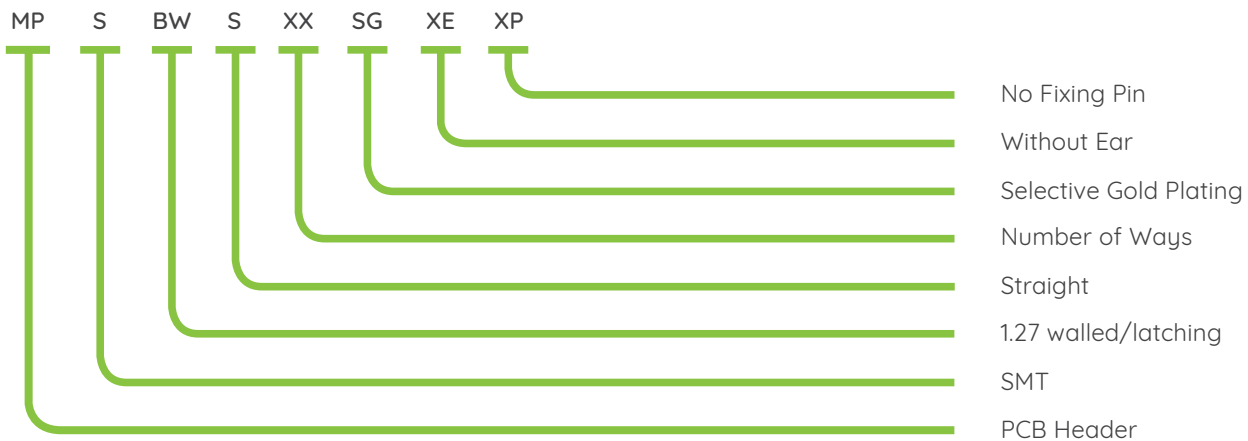 MP S BW S XX SG XE XP
No Fixing Pin
Without Ear
Selective Gold Plating
Number of Ways
Straight
1.27 walled/latching
SMT
PCB Header